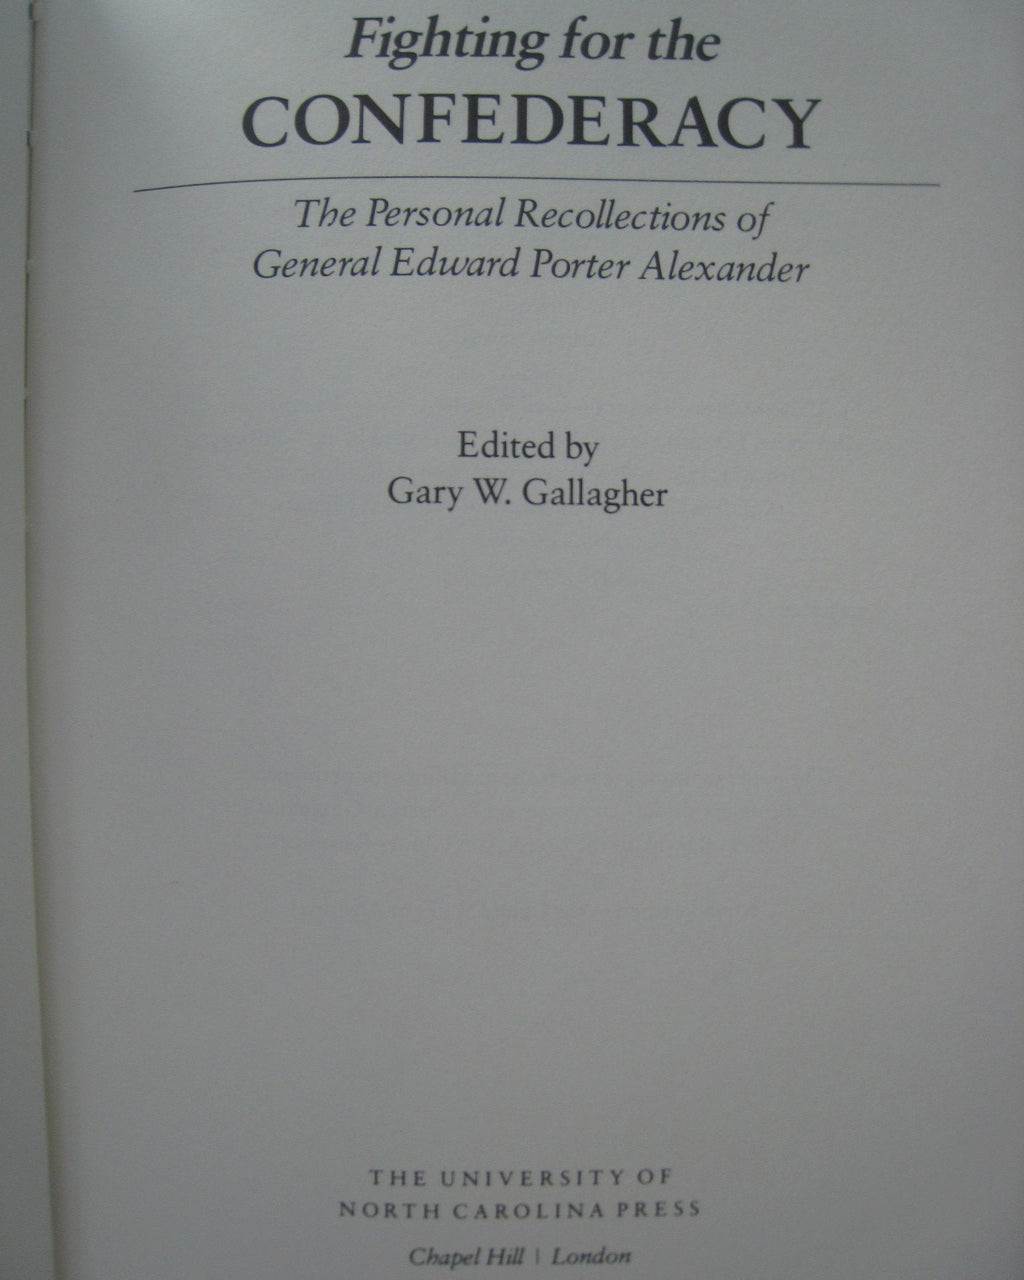 Fighting for the
CONFEDERACY
The Personal Recollections of
General Edward Porter Alexander
Edited by
Gary W. Gallagher
THE UNIVERSITY OF
NORTH CAROLINA PRESS
Chapel Hill | London